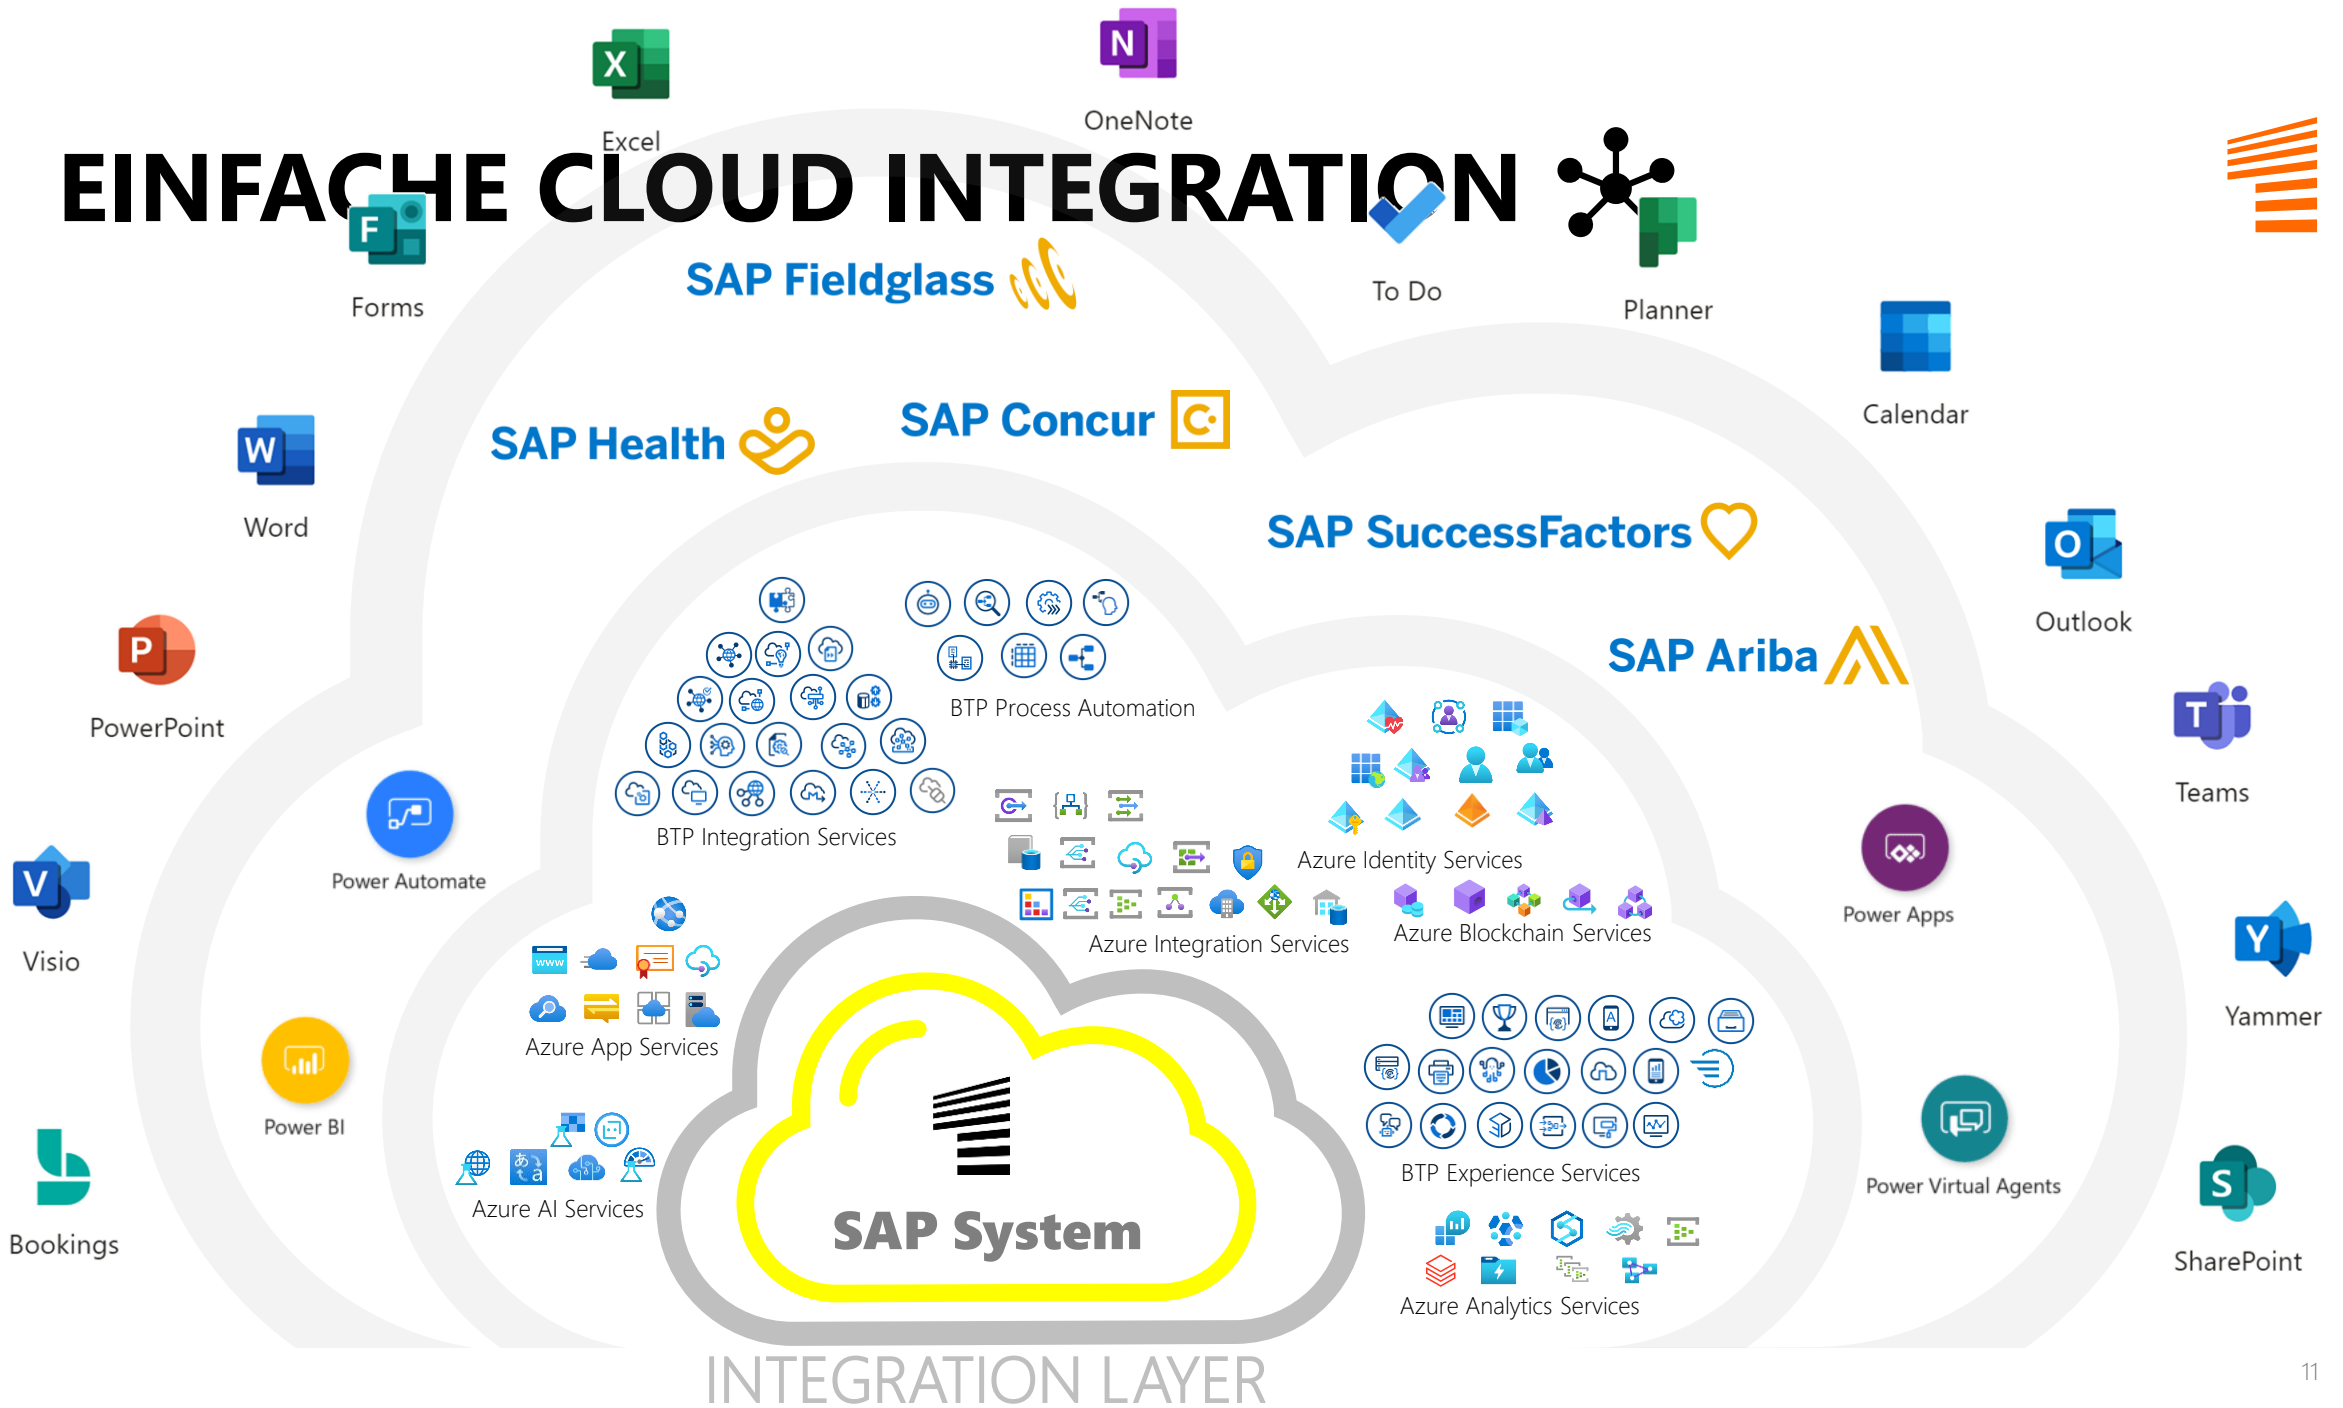 Excel
OneNote
EINFACHE CLOUD INTEGRATION
Forms
SAP Fieldglass
To Do
Planner
Calendar
SAP Health
SAP Concur
Word
SAP SuccessFactors
Outlook
SAP Ariba
PowerPoint
BTP Process Automation
Teams
BTP Integration Services
Azure Identity Services
Power Automate
Power Apps
Visio
Azure Integration Services
Azure Blockchain Services
www
Yammer
Azure App Services
Power BI
BTP Experience Services
Power Virtual Agents
Azure AI Services
SAP System
Bookings
SharePoint
Azure Analytics Services
INTEGRATION LAYER
11